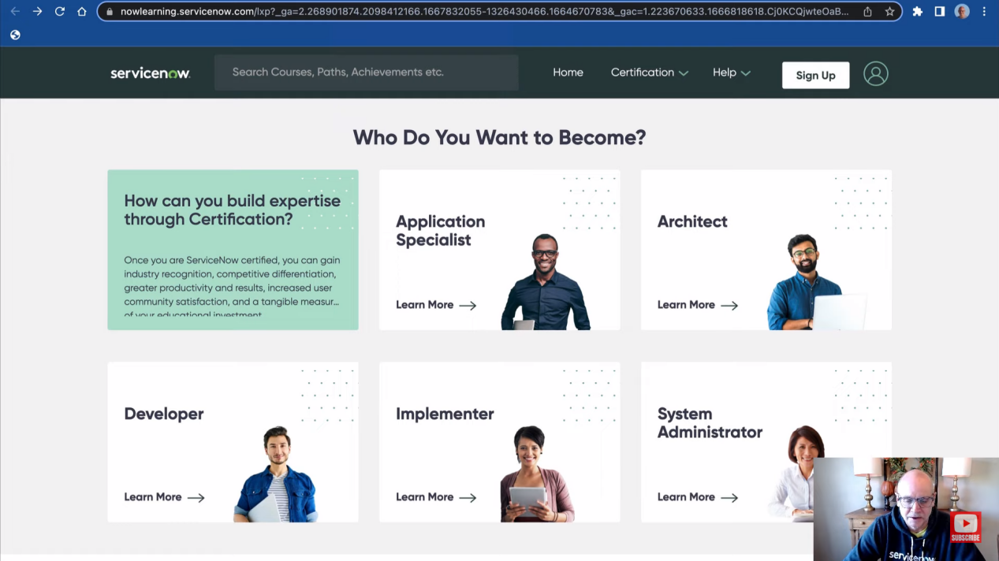 nowlearning.servicenow.com/lxp?_ga=2.268901874.2098412166.1667832055-1326430466.1664670783&_gac=1.223670633.1666818618.Cj0KCQjwteOaB...
servicenow
Search Courses, Paths, Achievements etc.
Home
Certification
Help
Sign Up
Who Do You Want to Become?
How can you build expertise
through Certification?
Once you are ServiceNow certified, you can gain
industry recognition, competitive differentiation,
greater productivity and results, increased user
community satisfaction, and a tangible measur...
of your educational investment
Application
Specialist
Learn More
Architect
Learn More
Developer
Learn More
Implementer
Learn More
System
Administrator
Learn More
servicenow
SUBSCRIBE